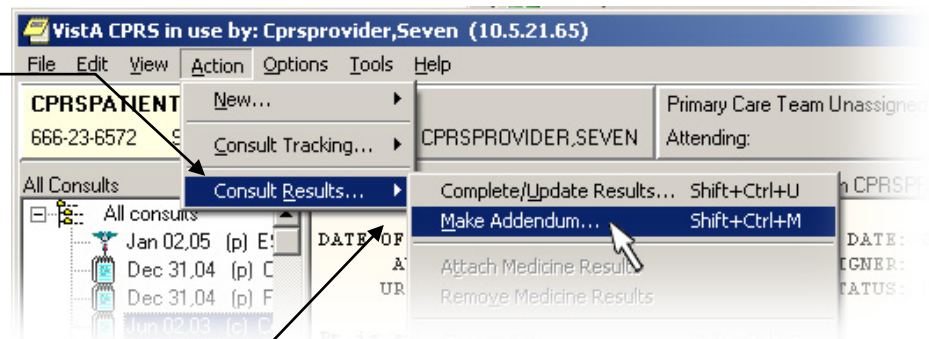 VistA CPRS in use by: Cprsprovider,Seven (10.5.21.65)
File Edit View Action Options Tools Help
CPRSPATIENT
666-23-6572 S
New...
Consult Tracking...
Consult Results...
CPRSPROVIDER,SEVEN
Primary Care Team Unassigned
Attending:
All Consults
Complete/Update Results... Shift+Ctrl+U
Make Addendum... Shift+Ctrl+M
Attach Medicine Results
Remove Medicine Results
All consults
Jan 02,05 (p) E
Dec 31,04 (p) C
Dec 31,04 (p) F
Jun 02,03 (c) C
DATE OF
A
UR
CPRSP
DATE:
IGNER:
TATUS: